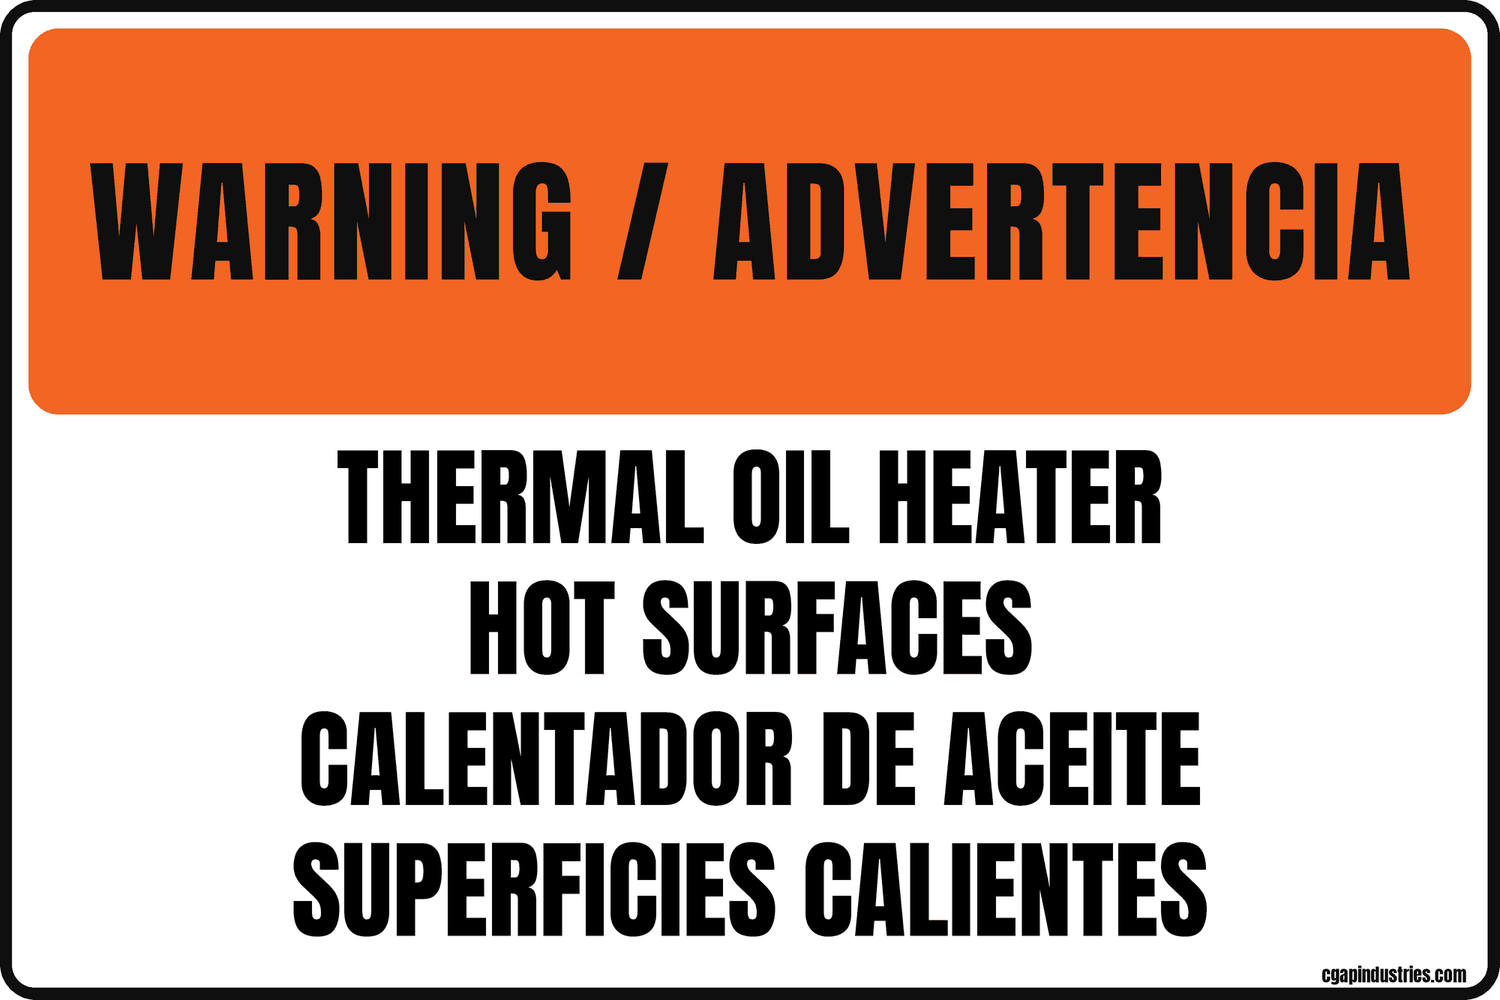 WARNING / ADVERTENCIA
THERMAL OIL HEATER
HOT SURFACES
CALENTADOR DE ACEITE
SUPERFICIES CALIENTES
cgapindustries.com